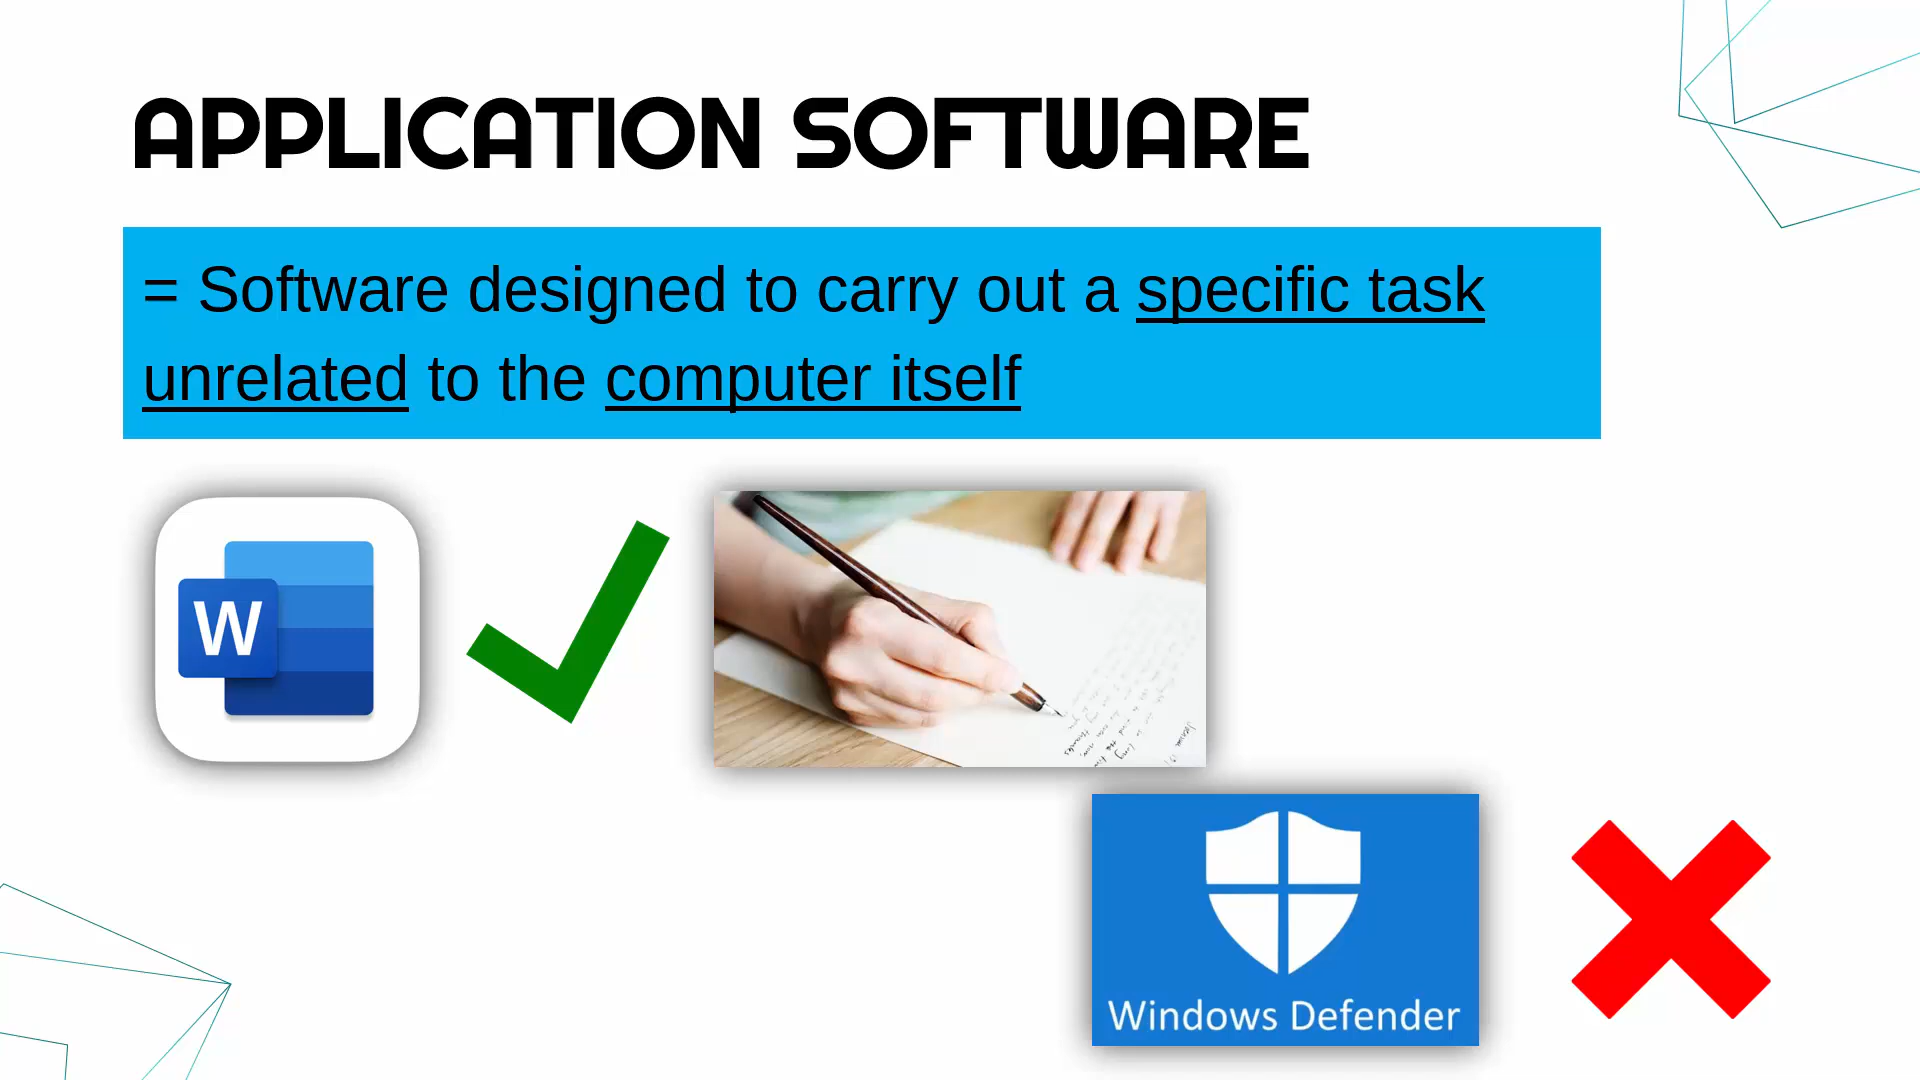 APPLICATION SOFTWARE
= Software designed to carry out a specific task
unrelated to the computer itself
W
Windows Defender